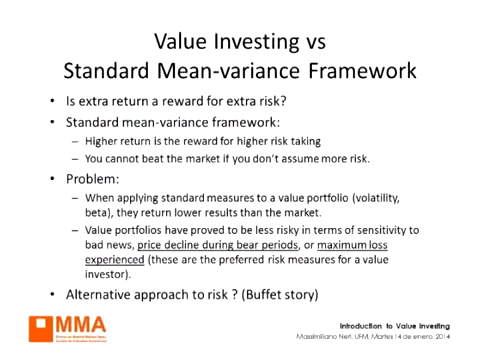 Value Investing vs
Standard Mean-variance Framework
• Is extra return a reward for extra risk?
• Standard mean-variance framework:
– Higher return is the reward for higher risk taking
– You cannot beat the market if you don't assume more risk.
• Problem:
– When applying standard measures to a value portfolio (volatility,
beta), they return lower results than the market.
– Value portfolios have proved to be less risky in terms of sensitivity to
bad news, price decline during bear periods, or maximum loss
experienced (these are the preferred risk measures for a value
investor).
• Alternative approach to risk ? (Buffet story)
MMA
Introduction to Value Investing
Massimiliano Neri, UFM, Martes 14 de enero, 2014